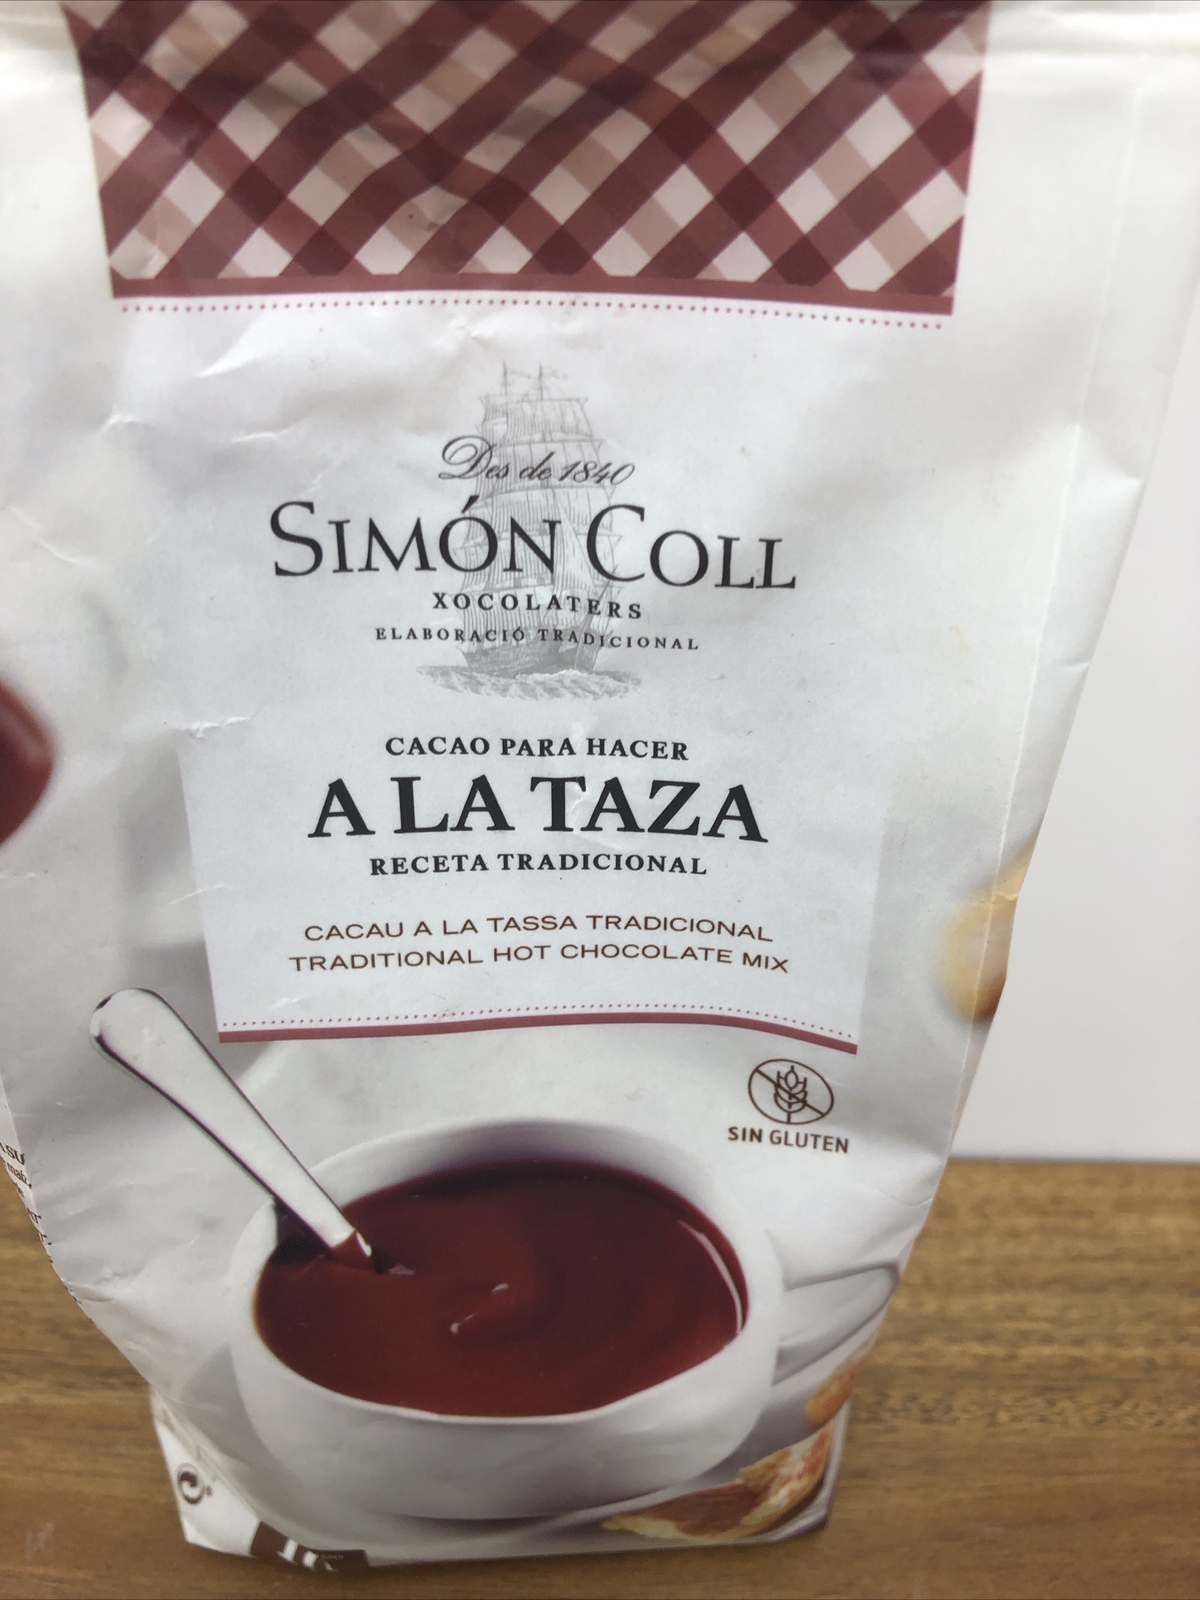 Des de 1840
SIMÓN COLL
XOCOLATERS
ELABORACIÓ TRADICIONAL
CACAO PARA HACER
A LA TAZA
RECETA TRADICIONAL
CACAU A LA TASSA TRADICIONAL
TRADITIONAL HOT CHOCOLATE MIX
SIN GLUTEN